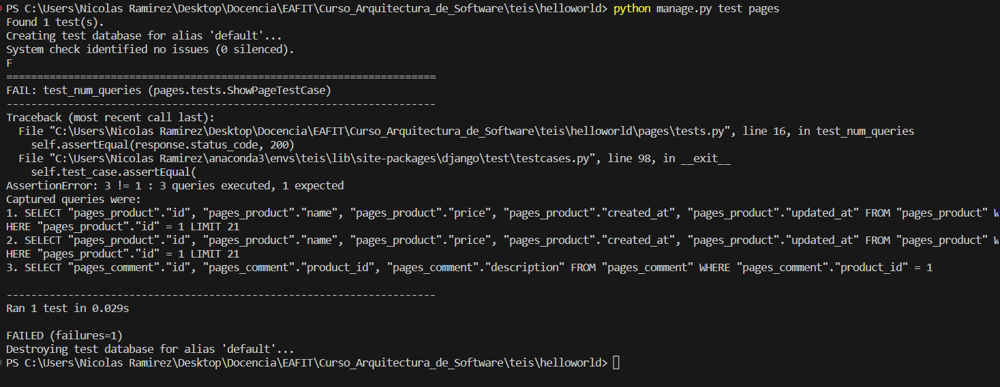 PS C:\Users\Nicolas Ramirez\Desktop\Docencia\EAFIT\Curso_Arquitectura_de_Software\teis\helloworld> python manage.py test pages
Found 1 test(s).
Creating test database for alias 'default'...
System check identified no issues (0 silenced).
F
======================================================================
FAIL: test_num_queries (pages.tests.ShowPageTestCase)
----------------------------------------------------------------------
Traceback (most recent call last):
  File "C:\Users\Nicolas Ramirez\Desktop\Docencia\EAFIT\Curso_Arquitectura_de_Software\teis\helloworld\pages\tests.py", line 16, in test_num_queries
    self.assertEqual(response.status_code, 200)
  File "C:\Users\Nicolas Ramirez\anaconda3\envs\teis\lib\site-packages\django\test\testcases.py", line 98, in __exit__
    self.test_case.assertEqual(
AssertionError: 3 != 1 : 3 queries executed, 1 expected
Captured queries were:
1. SELECT "pages_product"."id", "pages_product"."name", "pages_product"."price", "pages_product"."created_at", "pages_product"."updated_at" FROM "pages_product" W
HERE "pages_product"."id" = 1 LIMIT 21
2. SELECT "pages_product"."id", "pages_product"."name", "pages_product"."price", "pages_product"."created_at", "pages_product"."updated_at" FROM "pages_product" W
HERE "pages_product"."id" = 1 LIMIT 21
3. SELECT "pages_comment"."id", "pages_comment"."product_id", "pages_comment"."description" FROM "pages_comment" WHERE "pages_comment"."product_id" = 1
----------------------------------------------------------------------
Ran 1 test in 0.029s
FAILED (failures=1)
Destroying test database for alias 'default'...
PS C:\Users\Nicolas Ramirez\Desktop\Docencia\EAFIT\Curso_Arquitectura_de_Software\teis\helloworld>